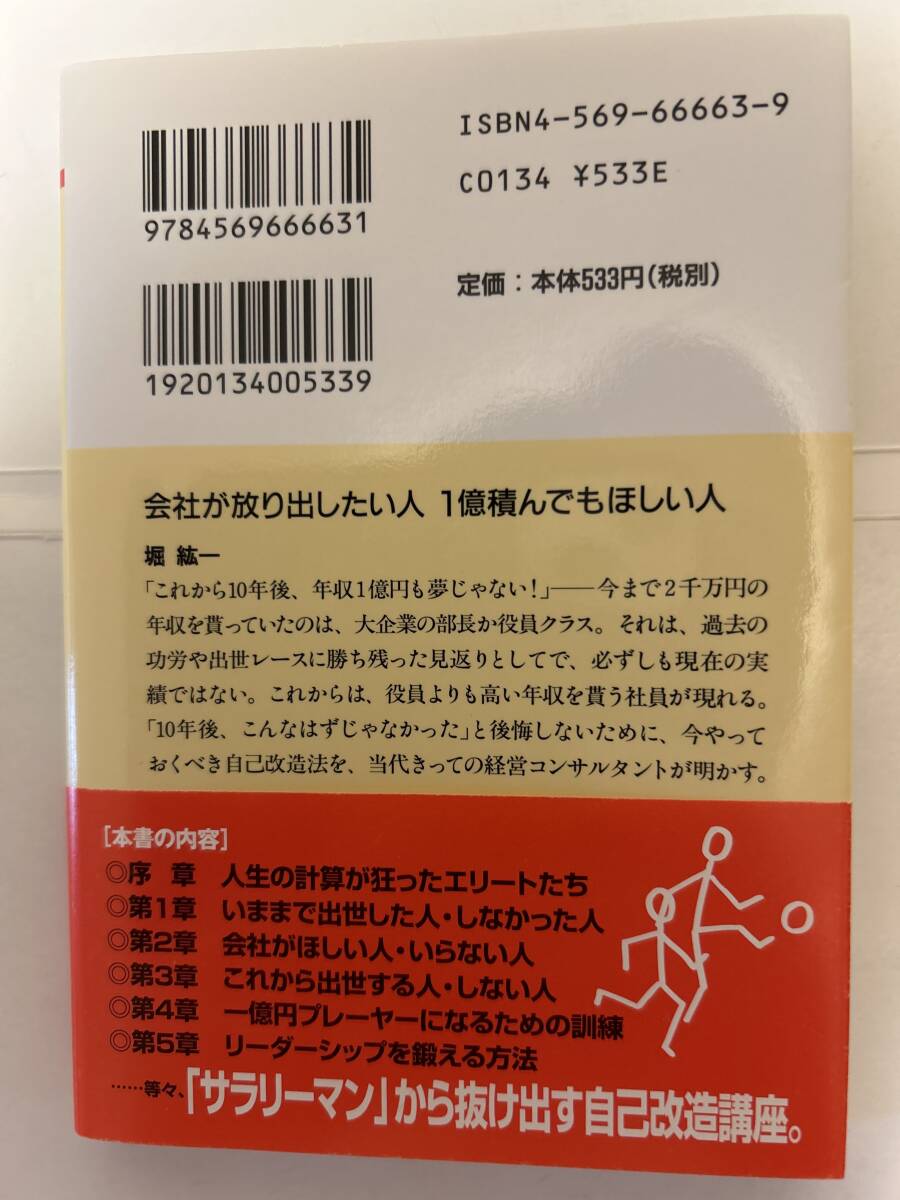 ISBN4-569-66663-9
C0134 ¥533E
9784569666631
定価：本体533円（税別）
1920134005339
会社が放り出したい人 1億積んでもほしい人
堀 紘一
「これから10年後、年収1億円も夢じゃない！」――今まで2千万円の
年収を貰っていたのは、大企業の部長か役員クラス。それは、過去の
功労や出世レースに勝ち残った見返りとしてで、必ずしも現在の実
績ではない。これからは、役員よりも高い年収を貰う社員が現れる。
「10年後、こんなはずじゃなかった」と後悔しないために、今やって
おくべき自己改造法を、当代きっての経営コンサルタントが明かす。
［本書の内容］
◎序 章 人生の計算が狂ったエリートたち
◎第1章 いままで出世した人・しなかった人
◎第2章 会社がほしい人・いらない人
◎第3章 これから出世する人・しない人
◎第4章 一億円プレーヤーになるための訓練
◎第5章 リーダーシップを鍛える方法
……等々、「サラリーマン」から抜け出す自己改造講座。